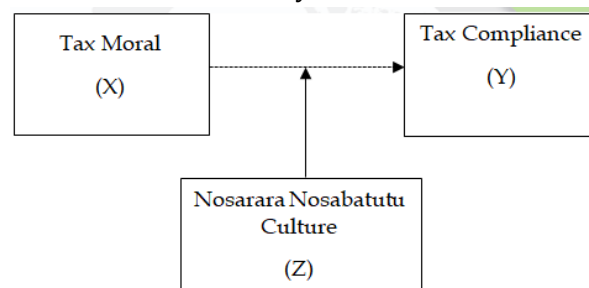 Tax Moral
(X)
Tax Compliance
(Y)
Nosarara Nosabatutu
Culture
(Z)